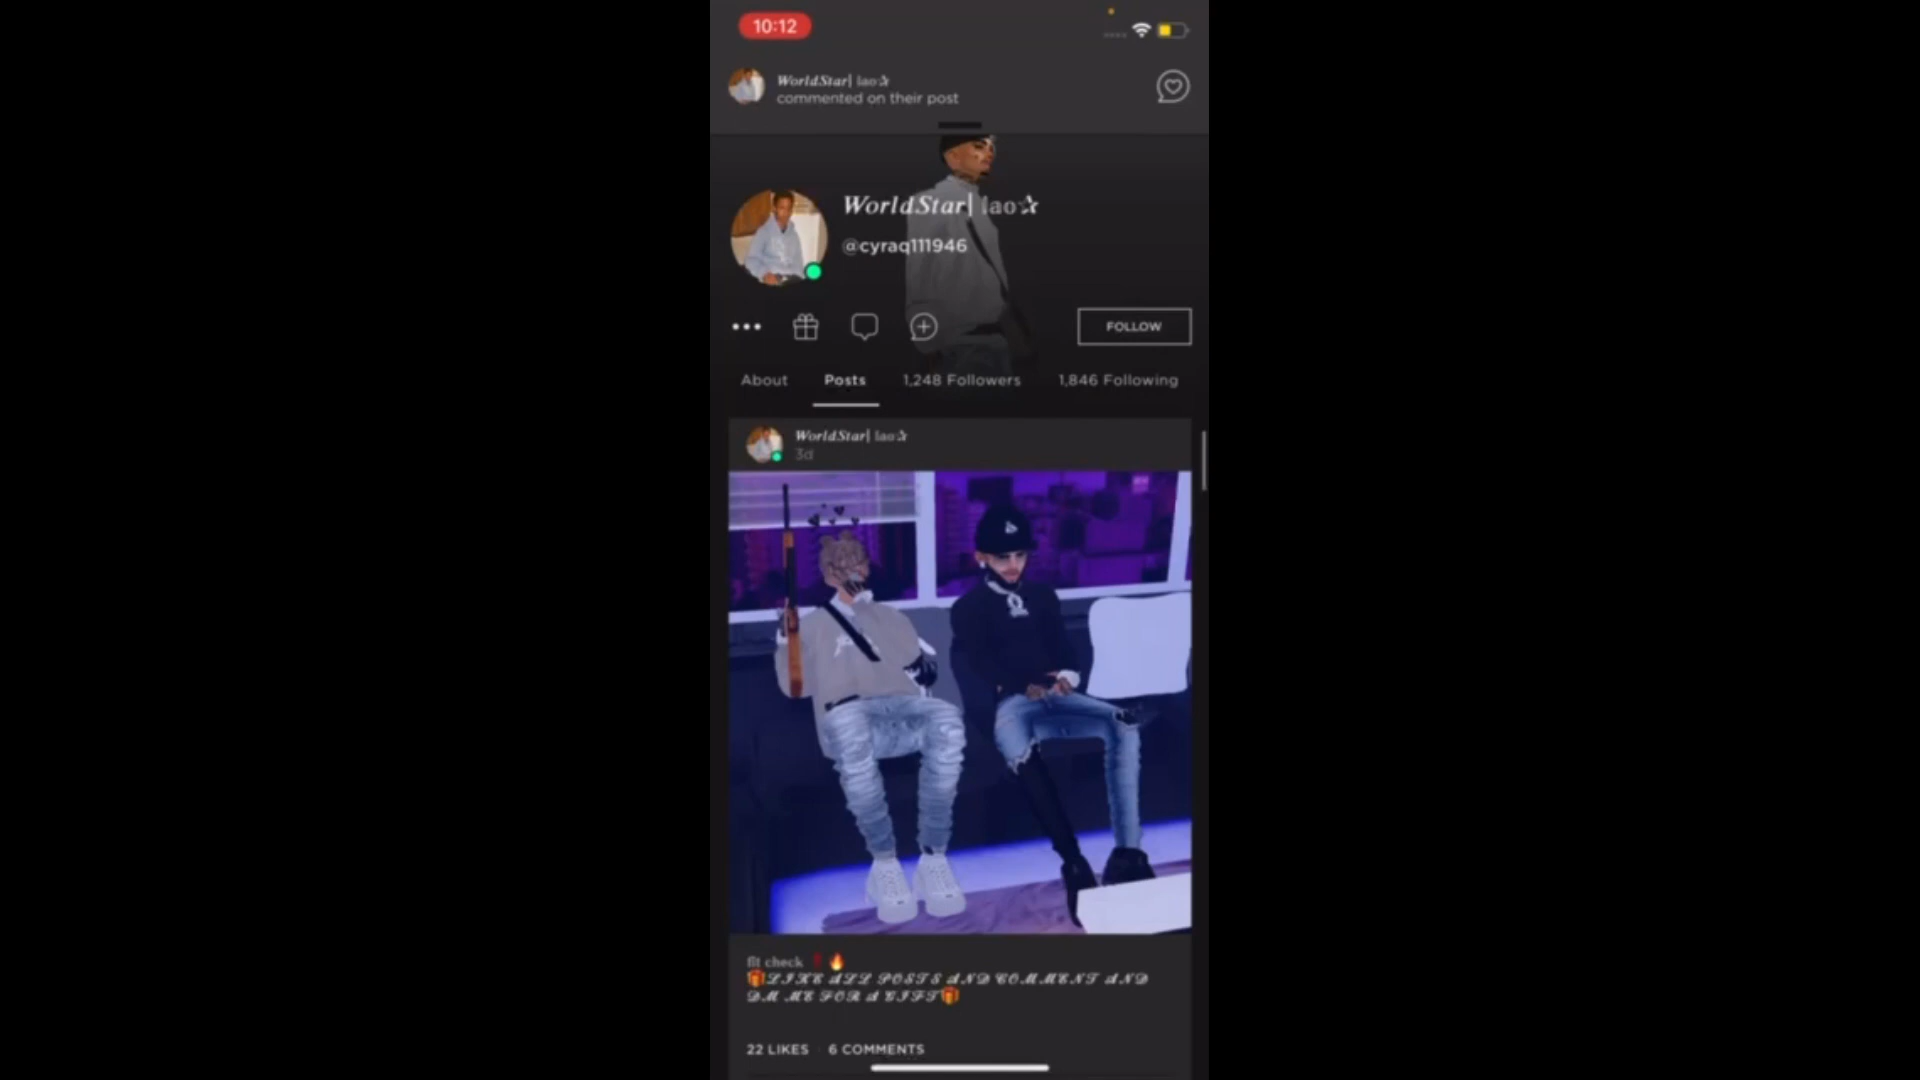 10:12
WorldStar| lao✰
commented on their post
WorldStar| lao✰
@cyraq111946
FOLLOW
About Posts 1,248 Followers 1,846 Following
WorldStar| lao✰
3d
fit check❗🔥
🎁𝓛𝓘𝓚𝓔 𝓐𝓛𝓛 𝓟𝓞𝓢𝓣𝓢 𝓐𝓝𝓓 𝓒𝓞𝓜𝓜𝓔𝓝𝓣 𝓐𝓝𝓓
𝓓𝓜 𝓜𝓔 𝓕𝓞𝓡 𝓐 𝓖𝓘𝓕𝓣🎁
22 LIKES · 6 COMMENTS